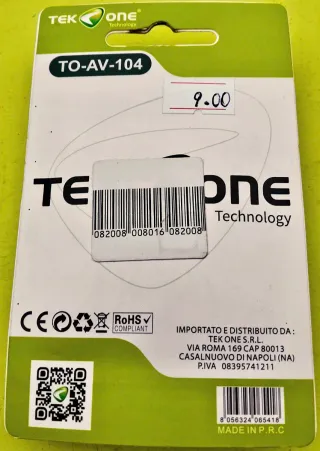 TEK ONE
Technology
TO-AV-104
9.00
TEK ONE
Technology
082008 008016 082008
CE
RoHS
COMPLIANT
IMPORTATO E DISTRIBUITO DA :
TEK ONE S.R.L.
VIA ROMA 169 CAP 80013
CASALNUOVO DI NAPOLI (NA)
P.IVA 08395741211
8 056324 065418
MADE IN P.R.C